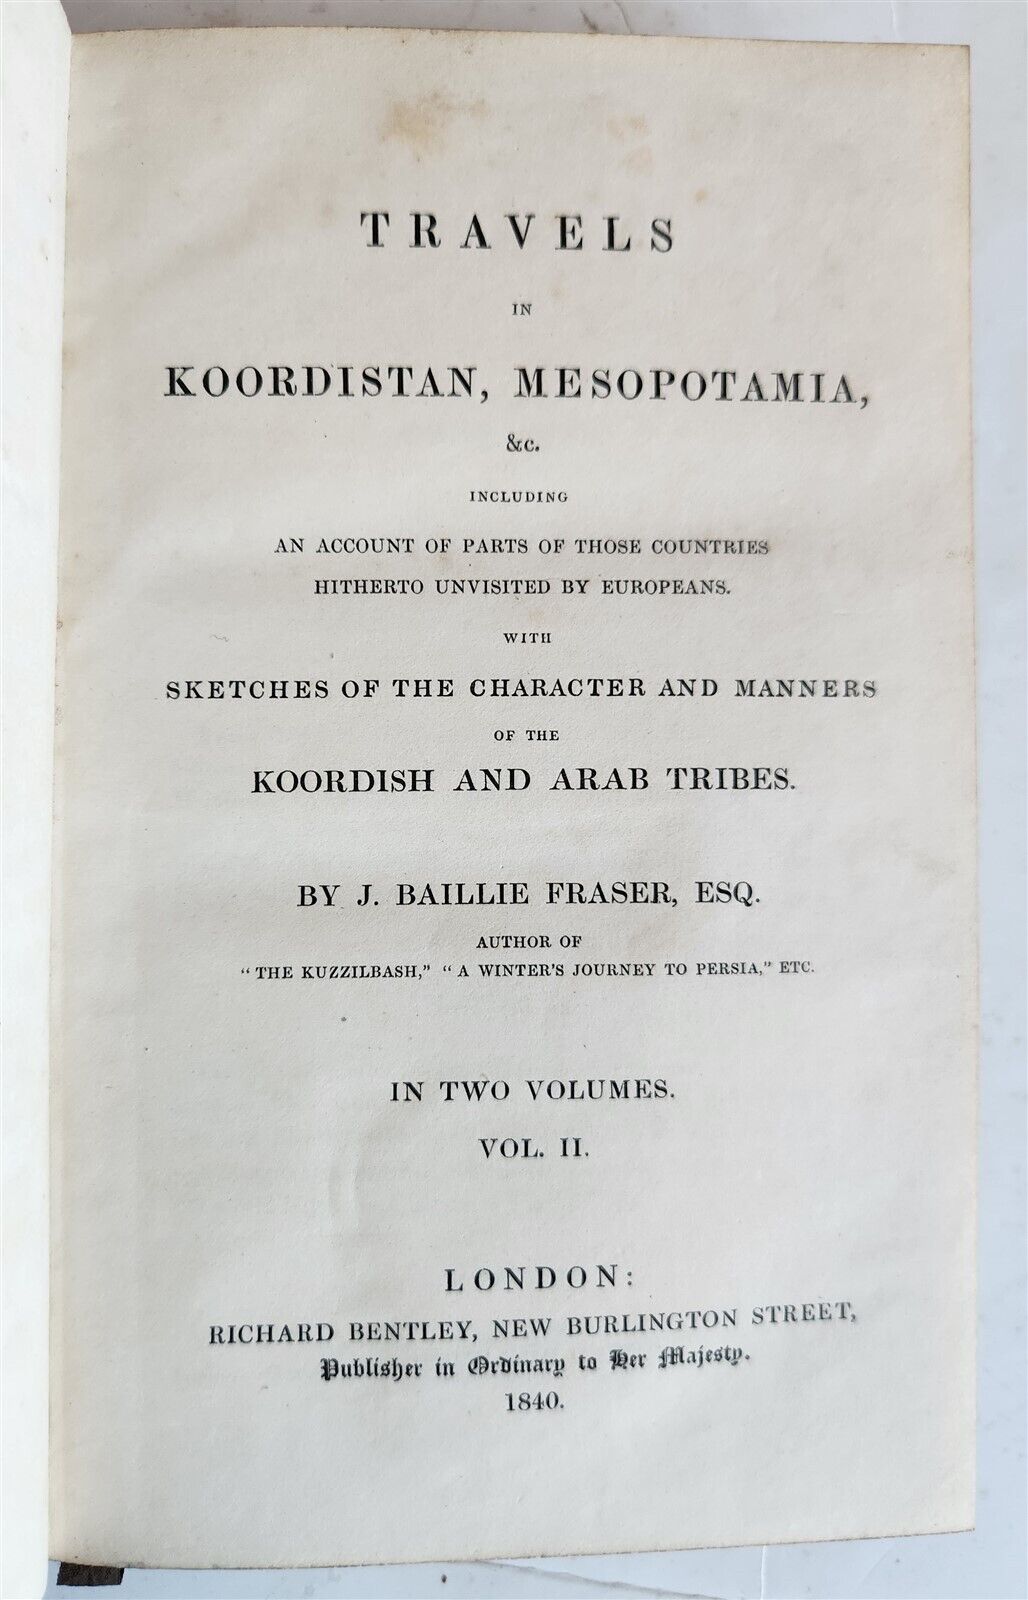 TRAVELS
IN
KOORDISTAN, MESOPOTAMIA,
&c.
INCLUDING
AN ACCOUNT OF PARTS OF THOSE COUNTRIES
HITHERTO UNVISITED BY EUROPEANS.
WITH
SKETCHES OF THE CHARACTER AND MANNERS
OF THE
KOORDISH AND ARAB TRIBES.
BY J. BAILLIE FRASER, ESQ.
AUTHOR OF
“THE KUZZILBASH,” “A WINTER'S JOURNEY TO PERSIA,” ETC.
IN TWO VOLUMES.
VOL. II.
LONDON:
RICHARD BENTLEY, NEW BURLINGTON STREET,
Publisher in Ordinary to Her Majesty.
1840.